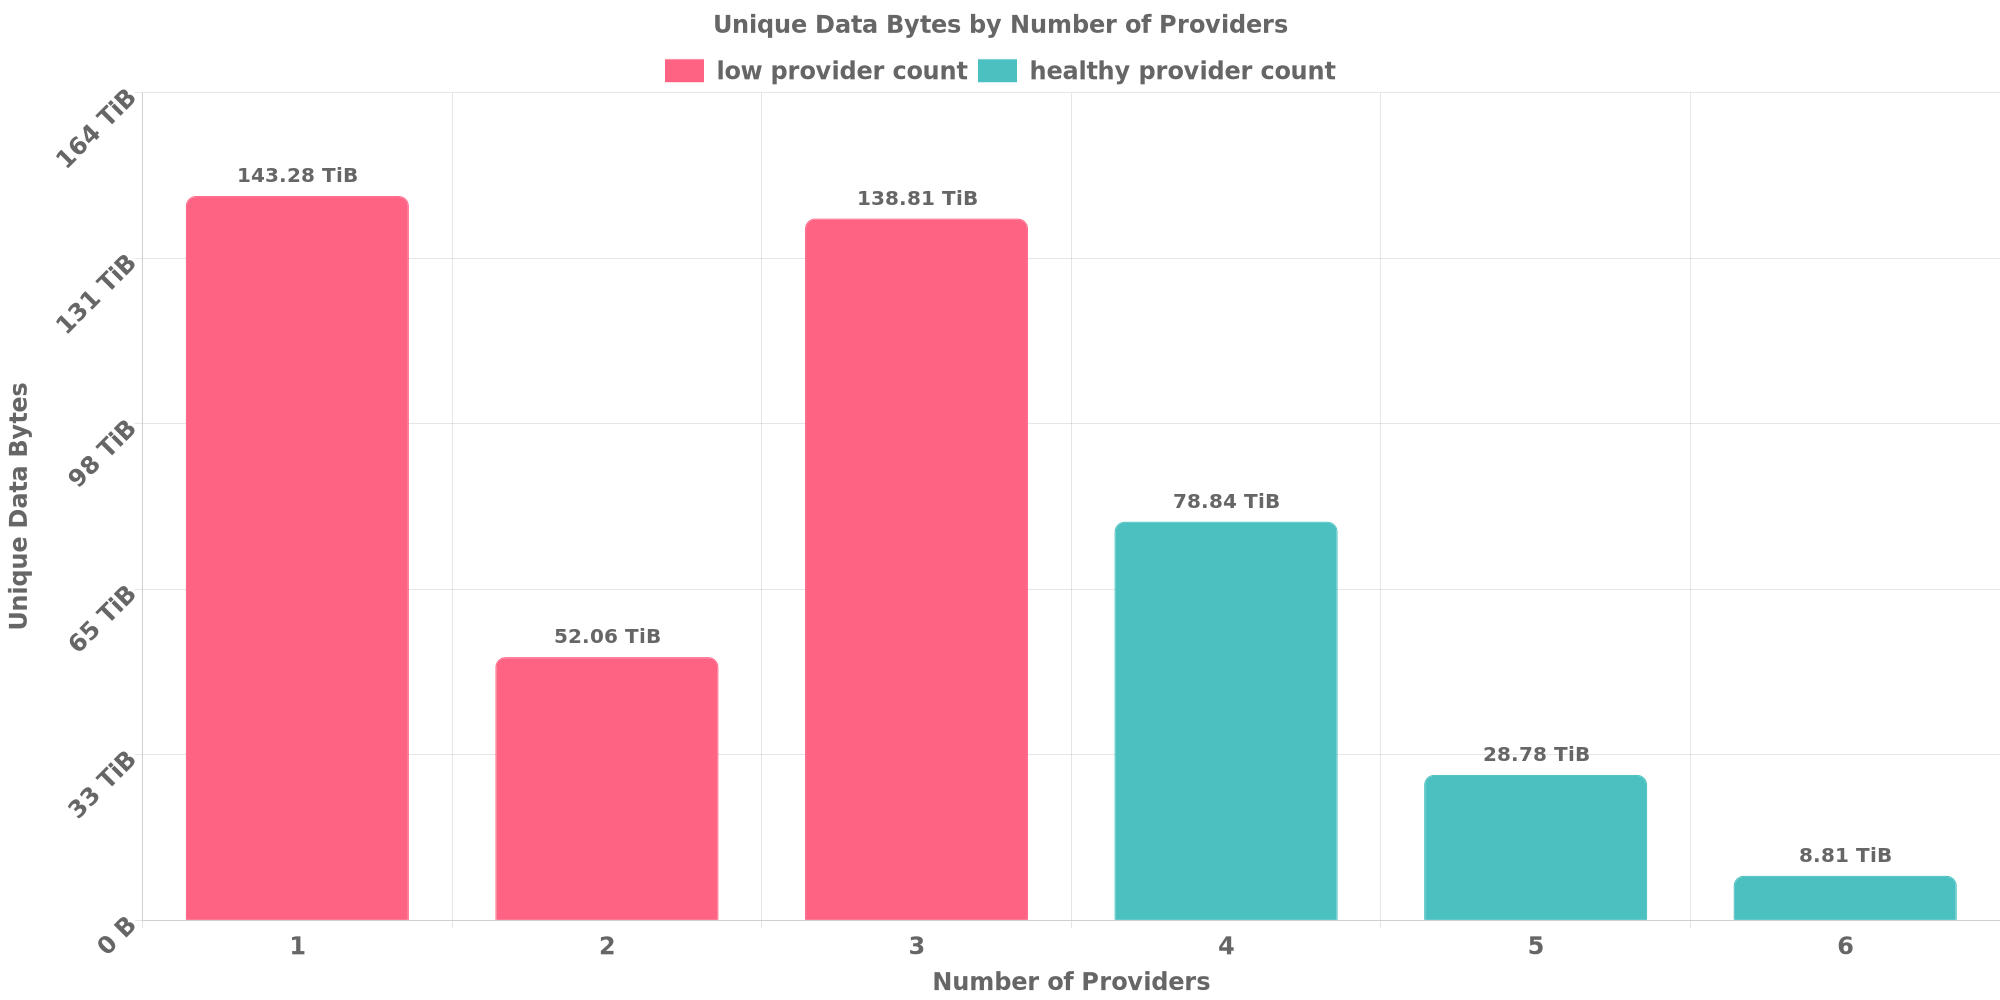 Unique Data Bytes by Number of Providers
low provider count
healthy provider count
Unique Data Bytes
164 TiB
131 TiB
98 TiB
65 TiB
33 TiB
0 B
143.28 TiB
52.06 TiB
138.81 TiB
78.84 TiB
28.78 TiB
8.81 TiB
1
2
3
4
5
6
Number of Providers